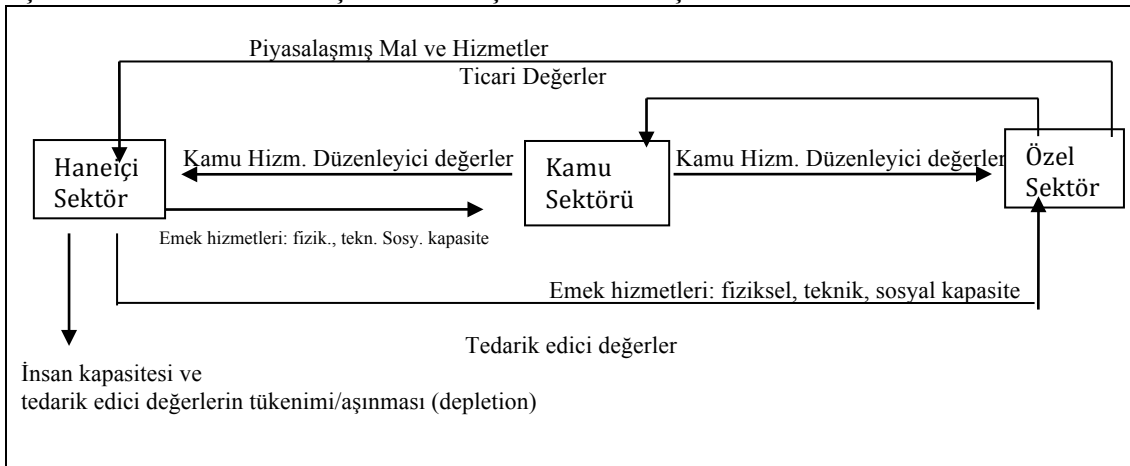 Piyasalaşmış Mal ve Hizmetler
Ticari Değerler
Haneiçi
Sektör
Kamu Hizm. Düzenleyici değerler
Kamu
Sektörü
Kamu Hizm. Düzenleyici değerler
Özel
Sektör
Emek hizmetleri: fizik., tekn. Sosy. kapasite
Emek hizmetleri: fiziksel, teknik, sosyal kapasite
Tedarik edici değerler
İnsan kapasitesi ve
tedarik edici değerlerin tükenimi/aşınması (depletion)